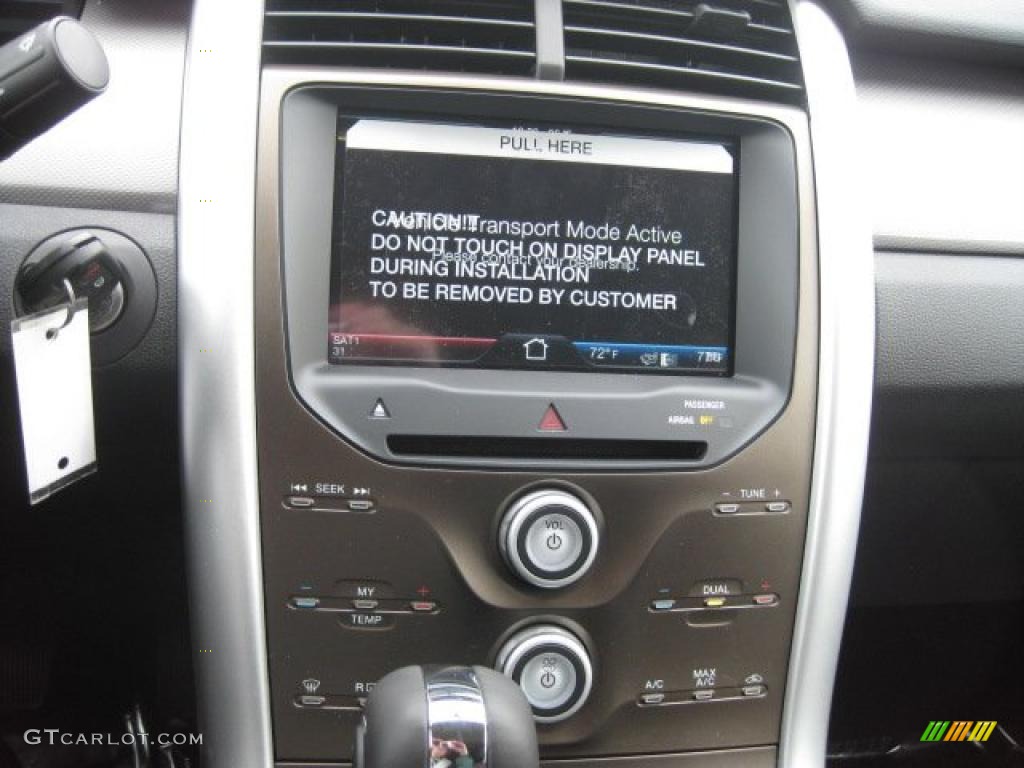 PULL HERE
CAUTION!!!
Vehicle Transport Mode Active
DO NOT TOUCH ON DISPLAY PANEL
Please contact your dealership.
DURING INSTALLATION
TO BE REMOVED BY CUSTOMER
SAT1
31
72°F
PASSENGER
AIRBAG OFF
SEEK
- TUNE +
VOL
- MY +
TEMP
- DUAL +
R
A/C
MAX
A/C
GTCARLOT.COM